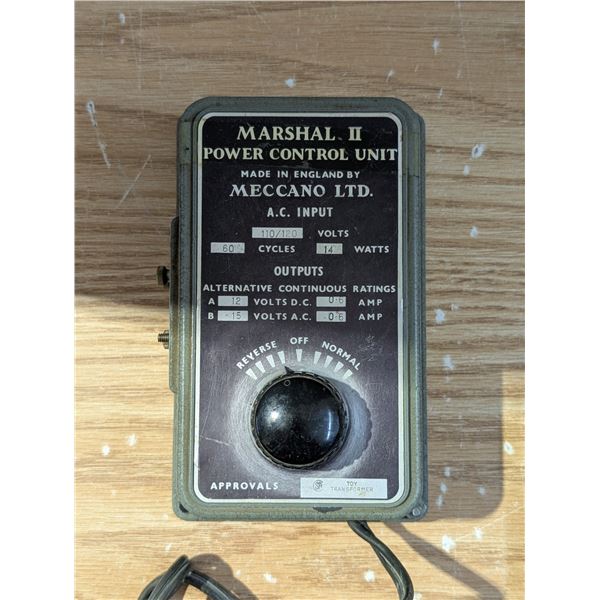 MARSHAL II
POWER CONTROL UNIT
MADE IN ENGLAND BY
MECCANO LTD.
A.C. INPUT
110/120 VOLTS
60 CYCLES 14 WATTS
OUTPUTS
ALTERNATIVE CONTINUOUS RATINGS
A 12 VOLTS D.C. 0·6 AMP
B 15 VOLTS A.C. 0·6 AMP
REVERSE OFF NORMAL
APPROVALS
TOY
TRANSFORMER